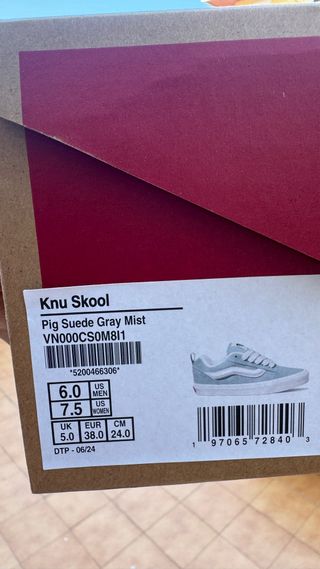 Knu Skool
Pig Suede Gray Mist
VN000CS0M8I1
*5200466306*
6.0 US MEN
7.5 US WOMEN
UK EUR CM
5.0 38.0 24.0
DTP - 06/24
1 97065 72840 3